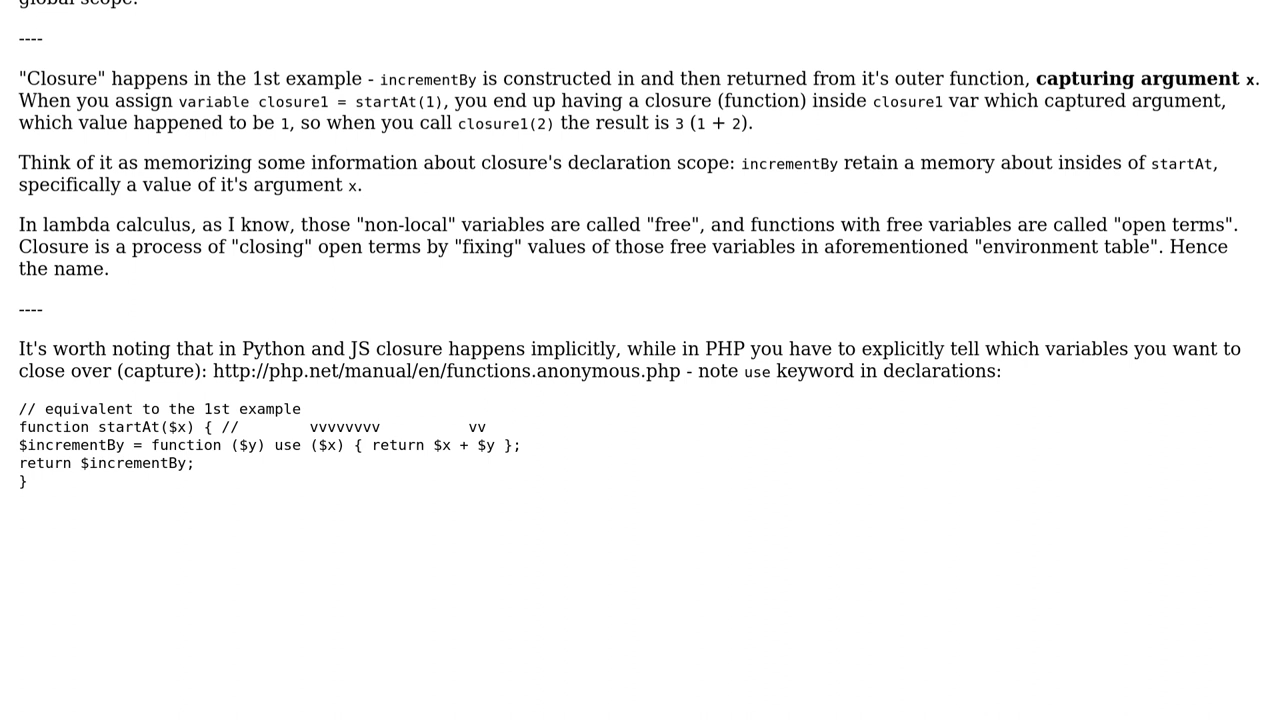 global scope.
----
"Closure" happens in the 1st example - incrementBy is constructed in and then returned from it's outer function, capturing argument x.
When you assign variable closure1 = startAt(1), you end up having a closure (function) inside closure1 var which captured argument,
which value happened to be 1, so when you call closure1(2) the result is 3 (1 + 2).
Think of it as memorizing some information about closure's declaration scope: incrementBy retain a memory about insides of startAt,
specifically a value of it's argument x.
In lambda calculus, as I know, those "non-local" variables are called "free", and functions with free variables are called "open terms".
Closure is a process of "closing" open terms by "fixing" values of those free variables in aforementioned "environment table". Hence
the name.
----
It's worth noting that in Python and JS closure happens implicitly, while in PHP you have to explicitly tell which variables you want to
close over (capture): http://php.net/manual/en/functions.anonymous.php - note use keyword in declarations:
// equivalent to the 1st example
function startAt($x) { //        vvvvvvvv          vv
$incrementBy = function ($y) use ($x) { return $x + $y };
return $incrementBy;
}